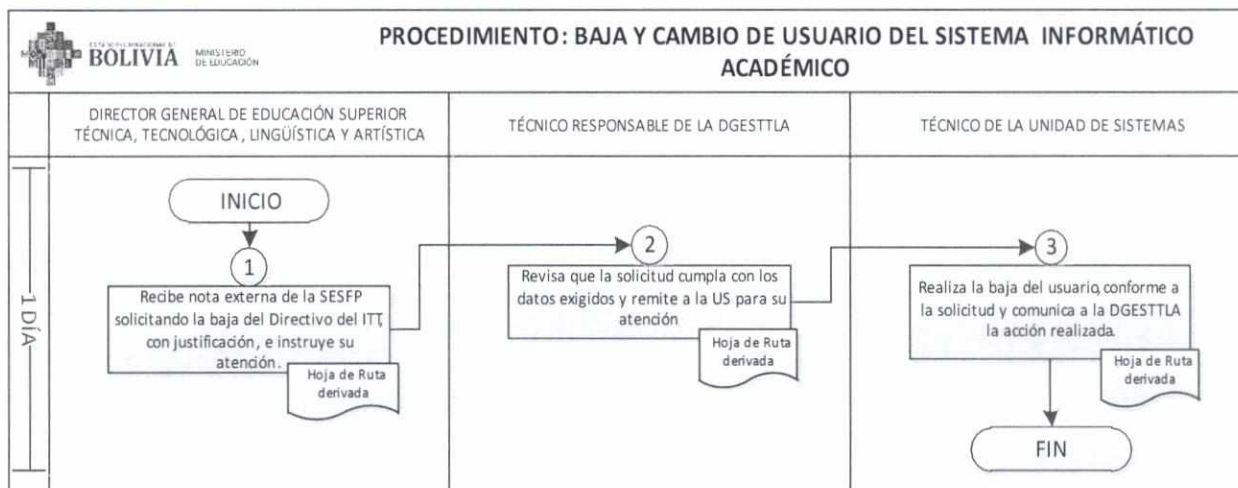 ESTADO PLURINACIONAL DE
BOLIVIA
MINISTERIO
DE EDUCACIÓN
PROCEDIMIENTO: BAJA Y CAMBIO DE USUARIO DEL SISTEMA INFORMÁTICO
ACADÉMICO
DIRECTOR GENERAL DE EDUCACIÓN SUPERIOR
TÉCNICA, TECNOLÓGICA, LINGÜÍSTICA Y ARTÍSTICA
TÉCNICO RESPONSABLE DE LA DGESTTLA
TÉCNICO DE LA UNIDAD DE SISTEMAS
1 DÍA
INICIO
1
Recibe nota externa de la SESFP
solicitando la baja del Directivo del ITT,
con justificación, e instruye su
atención.
Hoja de Ruta
derivada
2
Revisa que la solicitud cumpla con los
datos exigidos y remite a la US para su
atención
Hoja de Ruta
derivada
3
Realiza la baja del usuario, conforme a
la solicitud y comunica a la DGESTTLA
la acción realizada.
Hoja de Ruta
derivada
FIN